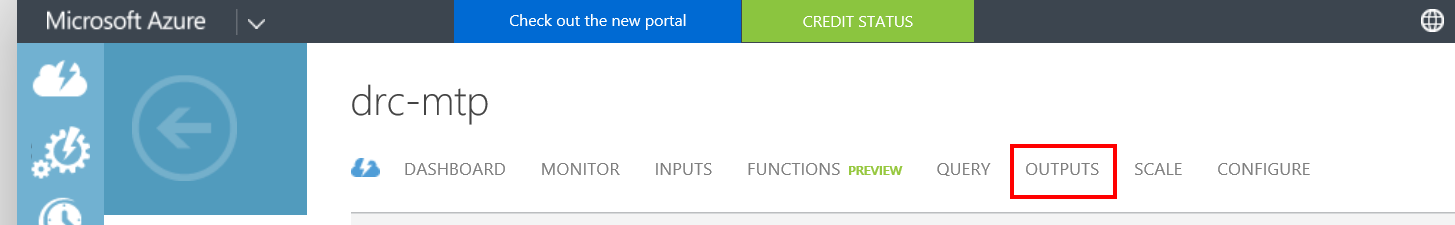 Microsoft Azure Check out the new portal CREDIT STATUS
drc-mtp
DASHBOARD MONITOR INPUTS FUNCTIONS PREVIEW QUERY OUTPUTS SCALE CONFIGURE